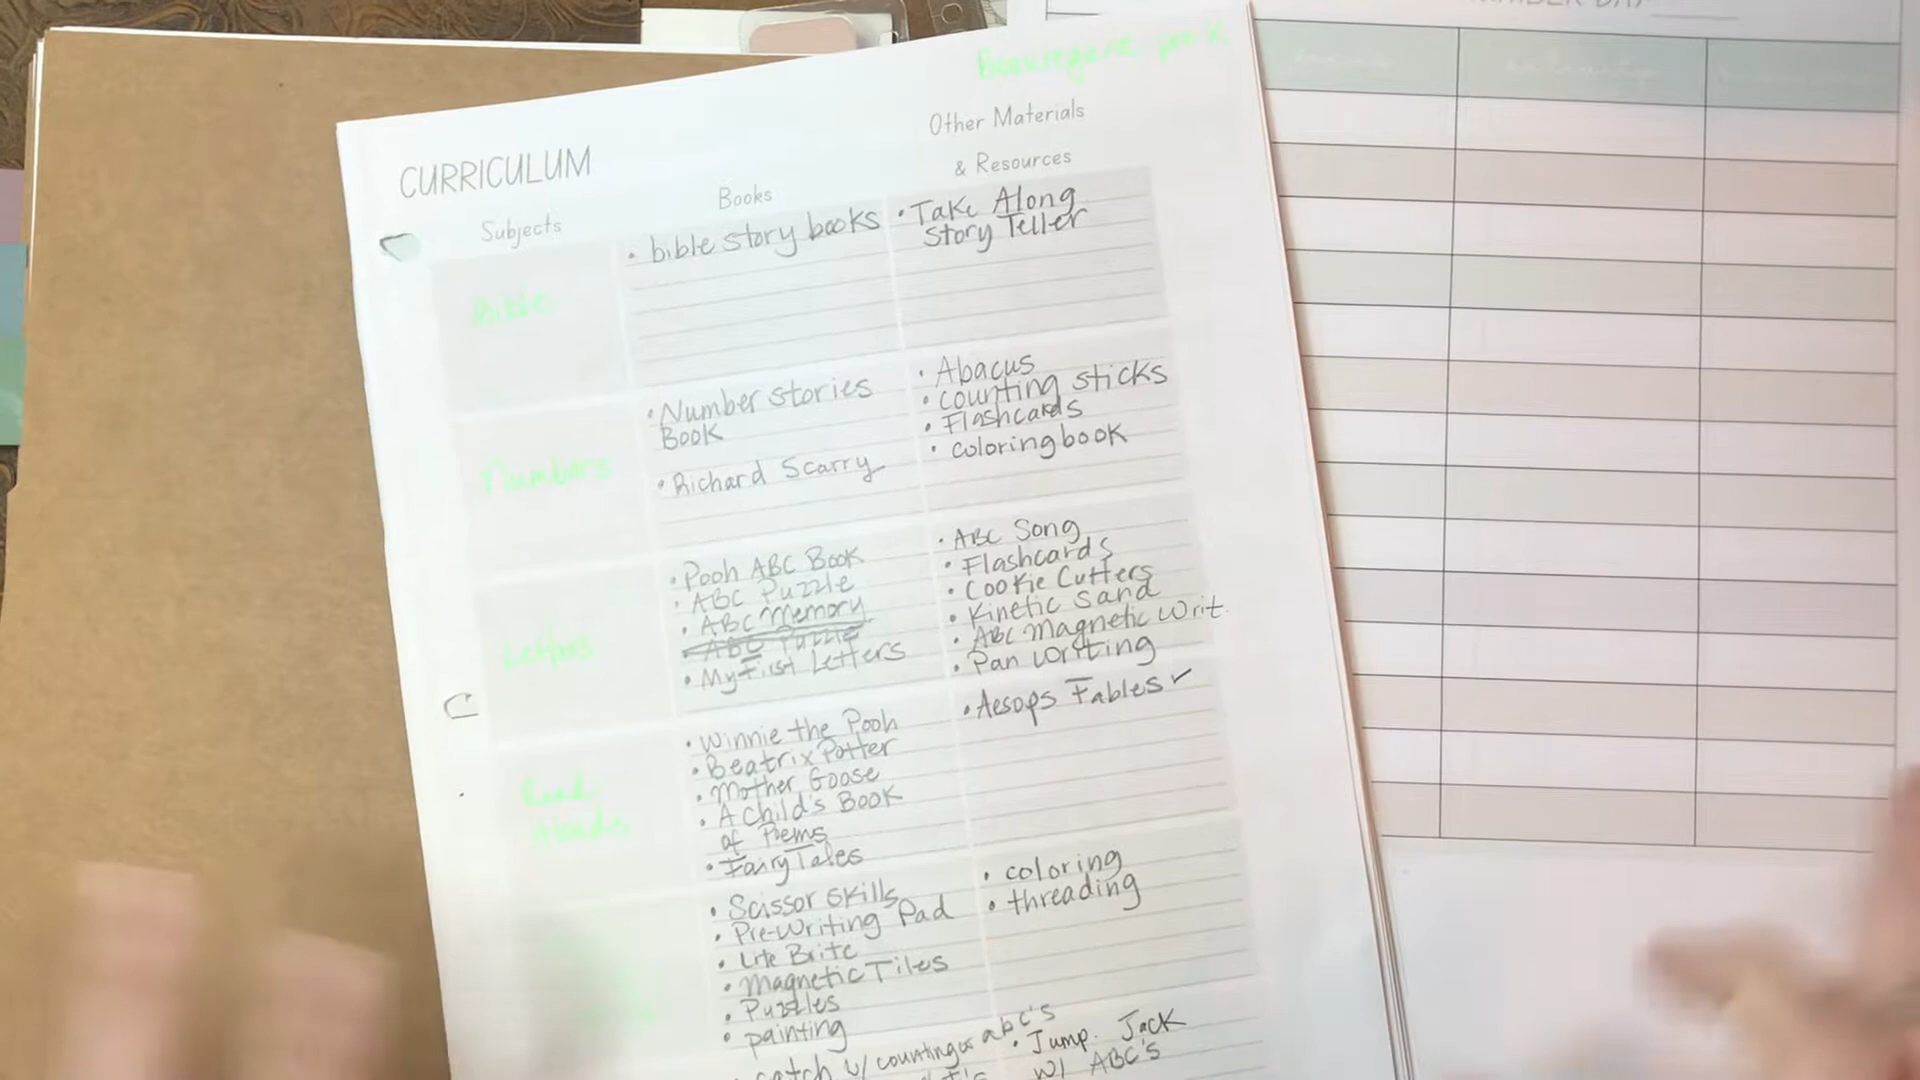 CURRICULUM
Subjects
Books
Other Materials
& Resources
Bible
• bible story books
• Take Along
Story Teller
Numbers
• Number stories
Book
• Richard Scarry
• Abacus
• counting sticks
• Flashcards
• coloring book
Letters
• Pooh ABC Book
• ABC Puzzle
• ABC Memory
• ABC Puzzle
• My First Letters
• ABC Song
• Flashcards
• Cookie Cutters
• Kinetic Sand
• ABC Magnetic Writ.
• Pan Writing
Read
Alouds
• Winnie the Pooh
• Beatrix Potter
• Mother Goose
• A Child's Book
of Poems
• Fairy Tales
• Aesops Fables ✓
• Scissor Skills
• Pre-Writing Pad
• Lite Brite
• Magnetic Tiles
• Puzzles
• painting
• coloring
• threading
catch w/ counting or abc's
• Jump. Jack
w/ ABC's